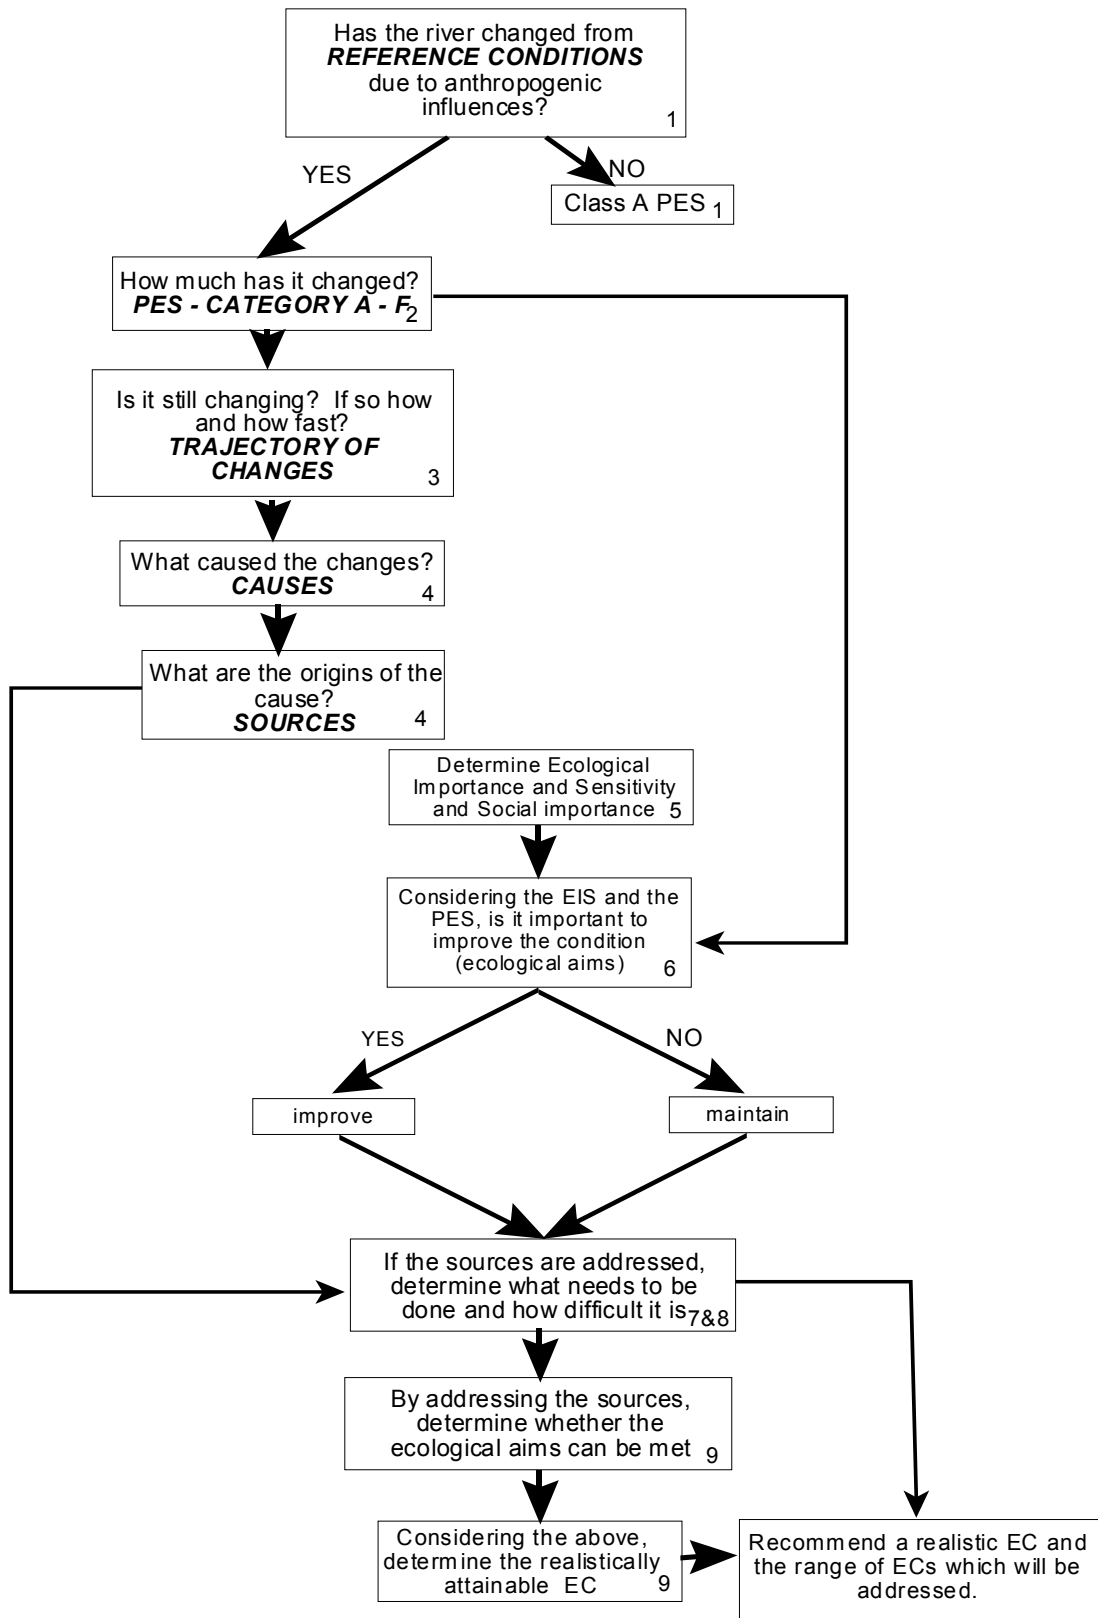 Has the river changed from
REFERENCE CONDITIONS
due to anthropogenic
influences?
1
YES
NO
Class A PES 1
How much has it changed?
PES - CATEGORY A - F 2
Is it still changing? If so how
and how fast?
TRAJECTORY OF
CHANGES
3
What caused the changes?
CAUSES
4
What are the origins of the
cause?
SOURCES
4
Determine Ecological
Importance and Sensitivity
and Social importance 5
Considering the EIS and the
PES, is it important to
improve the condition
(ecological aims)
6
YES
NO
improve
maintain
If the sources are addressed,
determine what needs to be
done and how difficult it is 7&8
By addressing the sources,
determine whether the
ecological aims can be met 9
Considering the above,
determine the realistically
attainable EC 9
Recommend a realistic EC and
the range of ECs which will be
addressed.